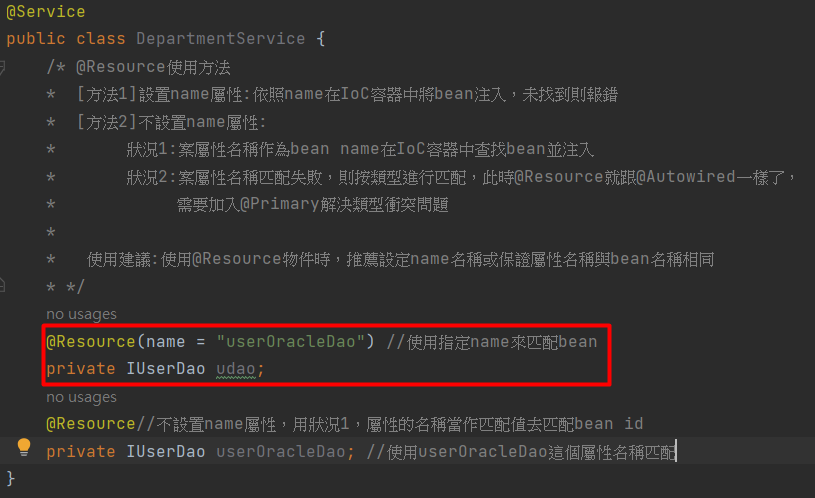 @Service
public class DepartmentService {
/* @Resource使用方法
* [方法1]設置name屬性:依照name在IoC容器中將bean注入，未找到則報錯
* [方法2]不設置name屬性:
* 狀況1:案屬性名稱作為bean name在IoC容器中查找bean並注入
* 狀況2:案屬性名稱匹配失敗，則按類型進行匹配，此時@Resource就跟@Autowired一樣了，
* 需要加入@Primary解決類型衝突問題
*
* 使用建議:使用@Resource物件時，推薦設定name名稱或保證屬性名稱與bean名稱相同
* */
no usages
@Resource(name = "userOracleDao") //使用指定name來匹配bean
private IUserDao udao;
no usages
@Resource//不設置name屬性，用狀況1，屬性的名稱當作匹配值去匹配bean id
private IUserDao userOracleDao; //使用userOracleDao這個屬性名稱匹配
}